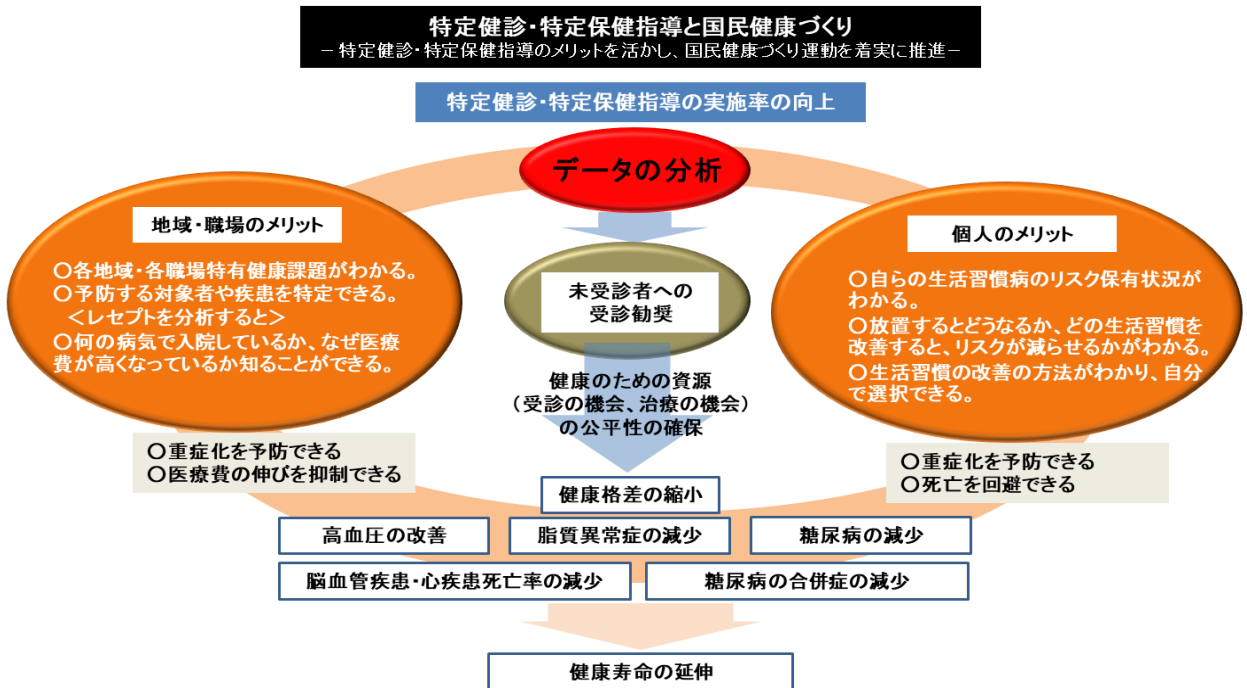 特定健診・特定保健指導と国民健康づくり
－特定健診・特定保健指導のメリットを活かし、国民健康づくり運動を着実に推進－
特定健診・特定保健指導の実施率の向上
データの分析
地域・職場のメリット
○各地域・各職場特有健康課題がわかる。
○予防する対象者や疾患を特定できる。
＜レセプトを分析すると＞
○何の病気で入院しているか、なぜ医療
費が高くなっているか知ることができる。
○重症化を予防できる
○医療費の伸びを抑制できる
未受診者への
受診勧奨
健康のための資源
（受診の機会、治療の機会）
の公平性の確保
個人のメリット
○自らの生活習慣病のリスク保有状況が
わかる。
○放置するとどうなるか、どの生活習慣を
改善すると、リスクが減らせるかがわかる。
○生活習慣の改善の方法がわかり、自分
で選択できる。
○重症化を予防できる
○死亡を回避できる
健康格差の縮小
高血圧の改善
脂質異常症の減少
糖尿病の減少
脳血管疾患・心疾患死亡率の減少
糖尿病の合併症の減少
健康寿命の延伸